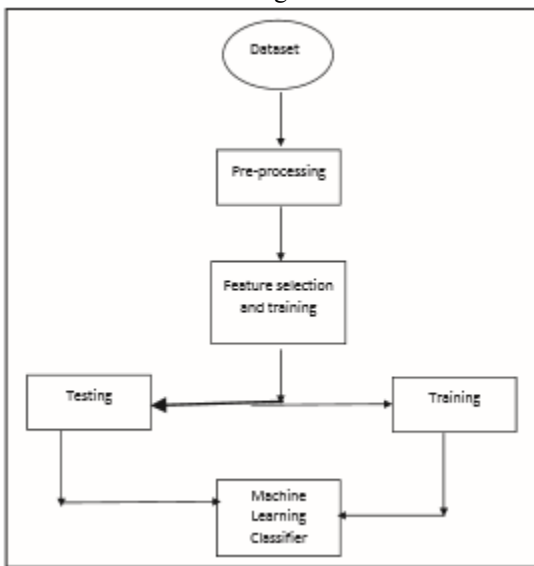 Dataset
Pre-processing
Feature selection
and training
Testing
Training
Machine
Learning
Classifier